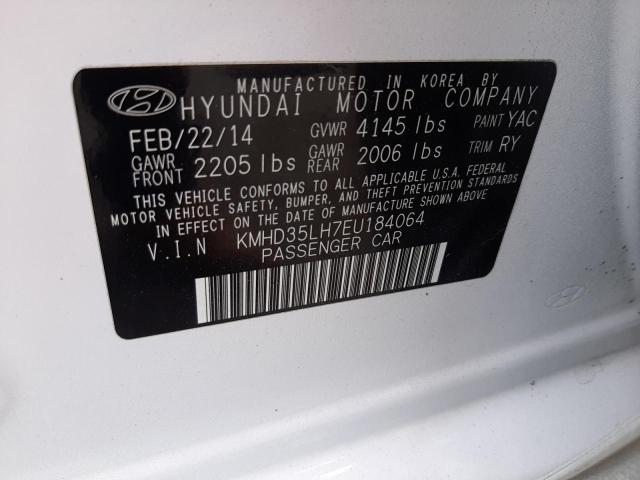 MANUFACTURED IN KOREA BY
HYUNDAI MOTOR COMPANY
FEB/22/14 GVWR 4145 lbs PAINT YAC
GAWR FRONT 2205 lbs GAWR REAR 2006 lbs TRIM RY
THIS VEHICLE CONFORMS TO ALL APPLICABLE U.S.A. FEDERAL
MOTOR VEHICLE SAFETY, BUMPER, AND THEFT PREVENTION STANDARDS
IN EFFECT ON THE DATE OF MANUFACTURE SHOWN ABOVE
V.I.N KMHD35LH7EU184064
PASSENGER CAR